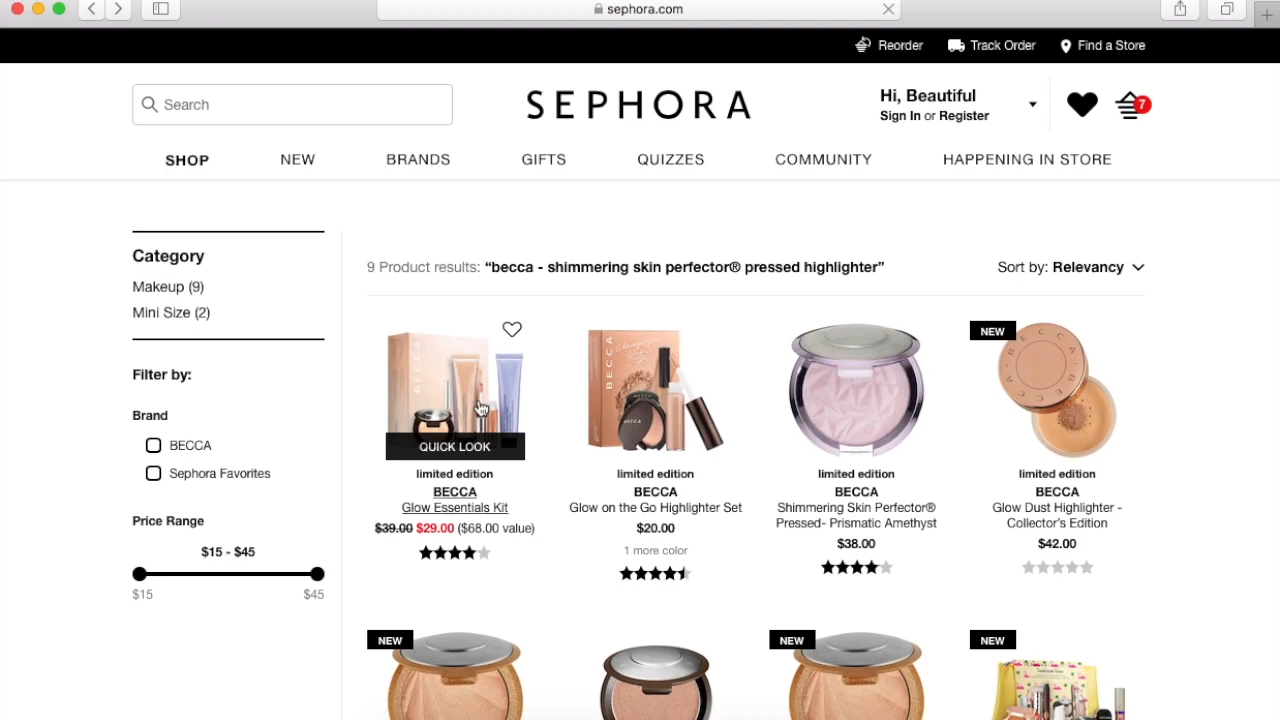 sephora.com
Reorder Track Order Find a Store
Search
SEPHORA
Hi, Beautiful
Sign In or Register
7
SHOP NEW BRANDS GIFTS QUIZZES COMMUNITY HAPPENING IN STORE
Category
Makeup (9)
Mini Size (2)
Filter by:
Brand
BECCA
Sephora Favorites
Price Range
$15 - $45
$15 $45
9 Product results: “becca - shimmering skin perfector® pressed highlighter”
Sort by: Relevancy
BECCA
QUICK LOOK
limited edition
BECCA
Glow Essentials Kit
$39.00 $29.00 ($68.00 value)
BECCA
BECCA
limited edition
BECCA
Glow on the Go Highlighter Set
$20.00
1 more color
limited edition
BECCA
Shimmering Skin Perfector®
Pressed- Prismatic Amethyst
$38.00
NEW
BECCA BECCA
limited edition
BECCA
Glow Dust Highlighter -
Collector's Edition
$42.00
NEW
NEW
NEW